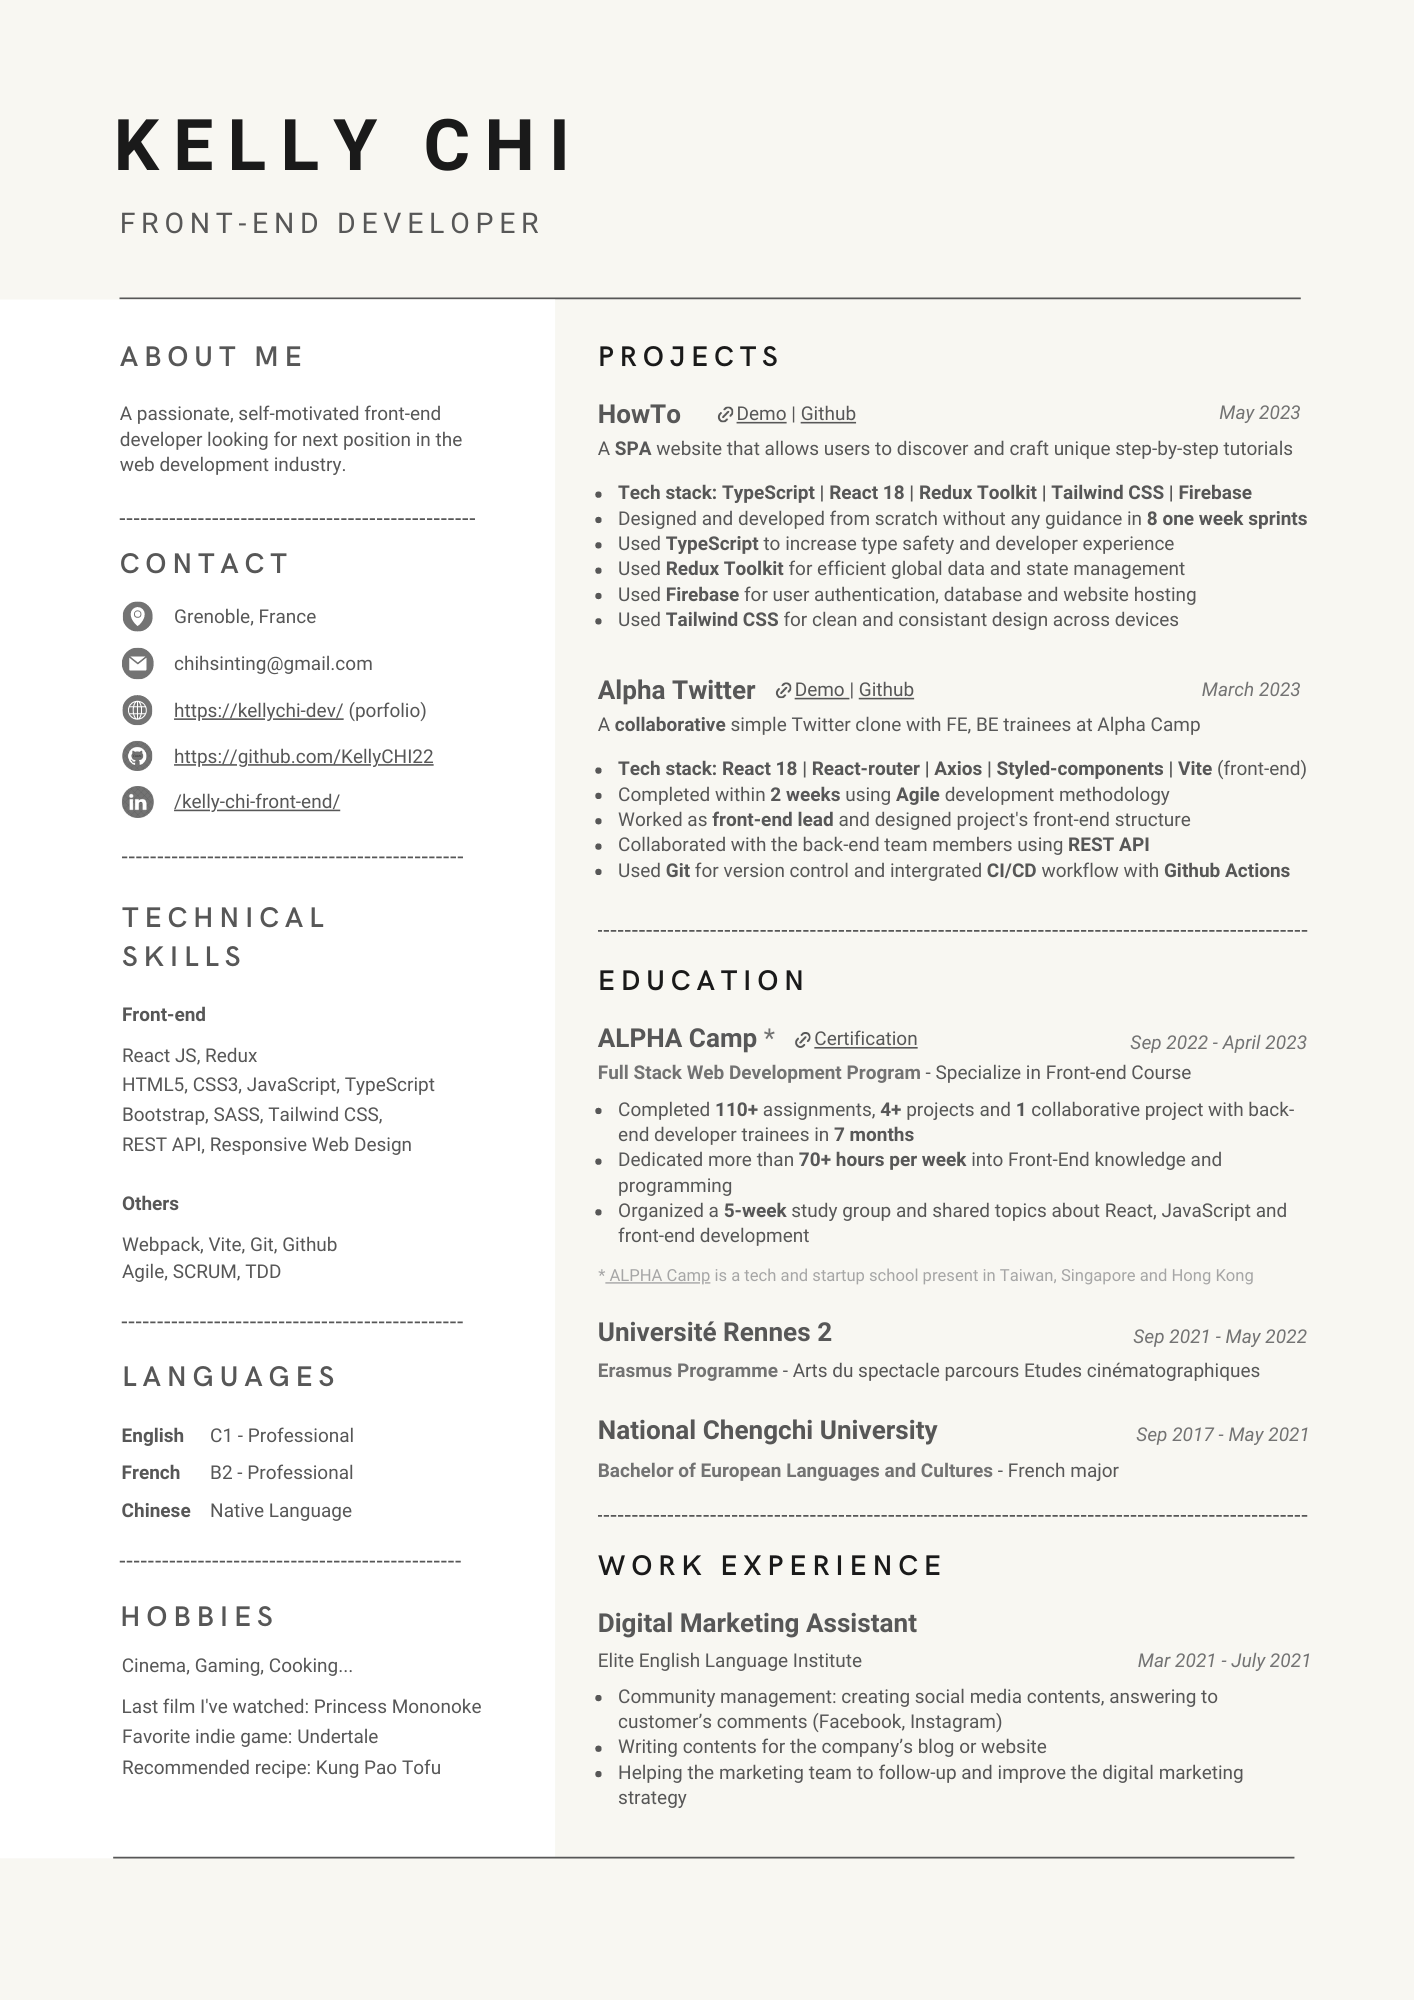 KELLY CHI
FRONT-END DEVELOPER
ABOUT ME
A passionate, self-motivated front-end
developer looking for next position in the
web development industry.
CONTACT
Grenoble, France
chihsinting@gmail.com
https://kellychi-dev/ (porfolio)
https://github.com/KellyCHI22
/kelly-chi-front-end/
TECHNICAL
SKILLS
Front-end
React JS, Redux
HTML5, CSS3, JavaScript, TypeScript
Bootstrap, SASS, Tailwind CSS,
REST API, Responsive Web Design
Others
Webpack, Vite, Git, Github
Agile, SCRUM, TDD
LANGUAGES
English C1 - Professional
French B2 - Professional
Chinese Native Language
HOBBIES
Cinema, Gaming, Cooking...
Last film I've watched: Princess Mononoke
Favorite indie game: Undertale
Recommended recipe: Kung Pao Tofu
PROJECTS
HowTo Demo | Github May 2023
A SPA website that allows users to discover and craft unique step-by-step tutorials
• Tech stack: TypeScript | React 18 | Redux Toolkit | Tailwind CSS | Firebase
• Designed and developed from scratch without any guidance in 8 one week sprints
• Used TypeScript to increase type safety and developer experience
• Used Redux Toolkit for efficient global data and state management
• Used Firebase for user authentication, database and website hosting
• Used Tailwind CSS for clean and consistant design across devices
Alpha Twitter Demo | Github March 2023
A collaborative simple Twitter clone with FE, BE trainees at Alpha Camp
• Tech stack: React 18 | React-router | Axios | Styled-components | Vite (front-end)
• Completed within 2 weeks using Agile development methodology
• Worked as front-end lead and designed project's front-end structure
• Collaborated with the back-end team members using REST API
• Used Git for version control and intergrated CI/CD workflow with Github Actions
EDUCATION
ALPHA Camp * Certification Sep 2022 - April 2023
Full Stack Web Development Program - Specialize in Front-end Course
• Completed 110+ assignments, 4+ projects and 1 collaborative project with back-
end developer trainees in 7 months
• Dedicated more than 70+ hours per week into Front-End knowledge and
programming
• Organized a 5-week study group and shared topics about React, JavaScript and
front-end development
* ALPHA Camp is a tech and startup school present in Taiwan, Singapore and Hong Kong
Université Rennes 2 Sep 2021 - May 2022
Erasmus Programme - Arts du spectacle parcours Etudes cinématographiques
National Chengchi University Sep 2017 - May 2021
Bachelor of European Languages and Cultures - French major
WORK EXPERIENCE
Digital Marketing Assistant
Elite English Language Institute Mar 2021 - July 2021
• Community management: creating social media contents, answering to
customer’s comments (Facebook, Instagram)
• Writing contents for the company’s blog or website
• Helping the marketing team to follow-up and improve the digital marketing
strategy